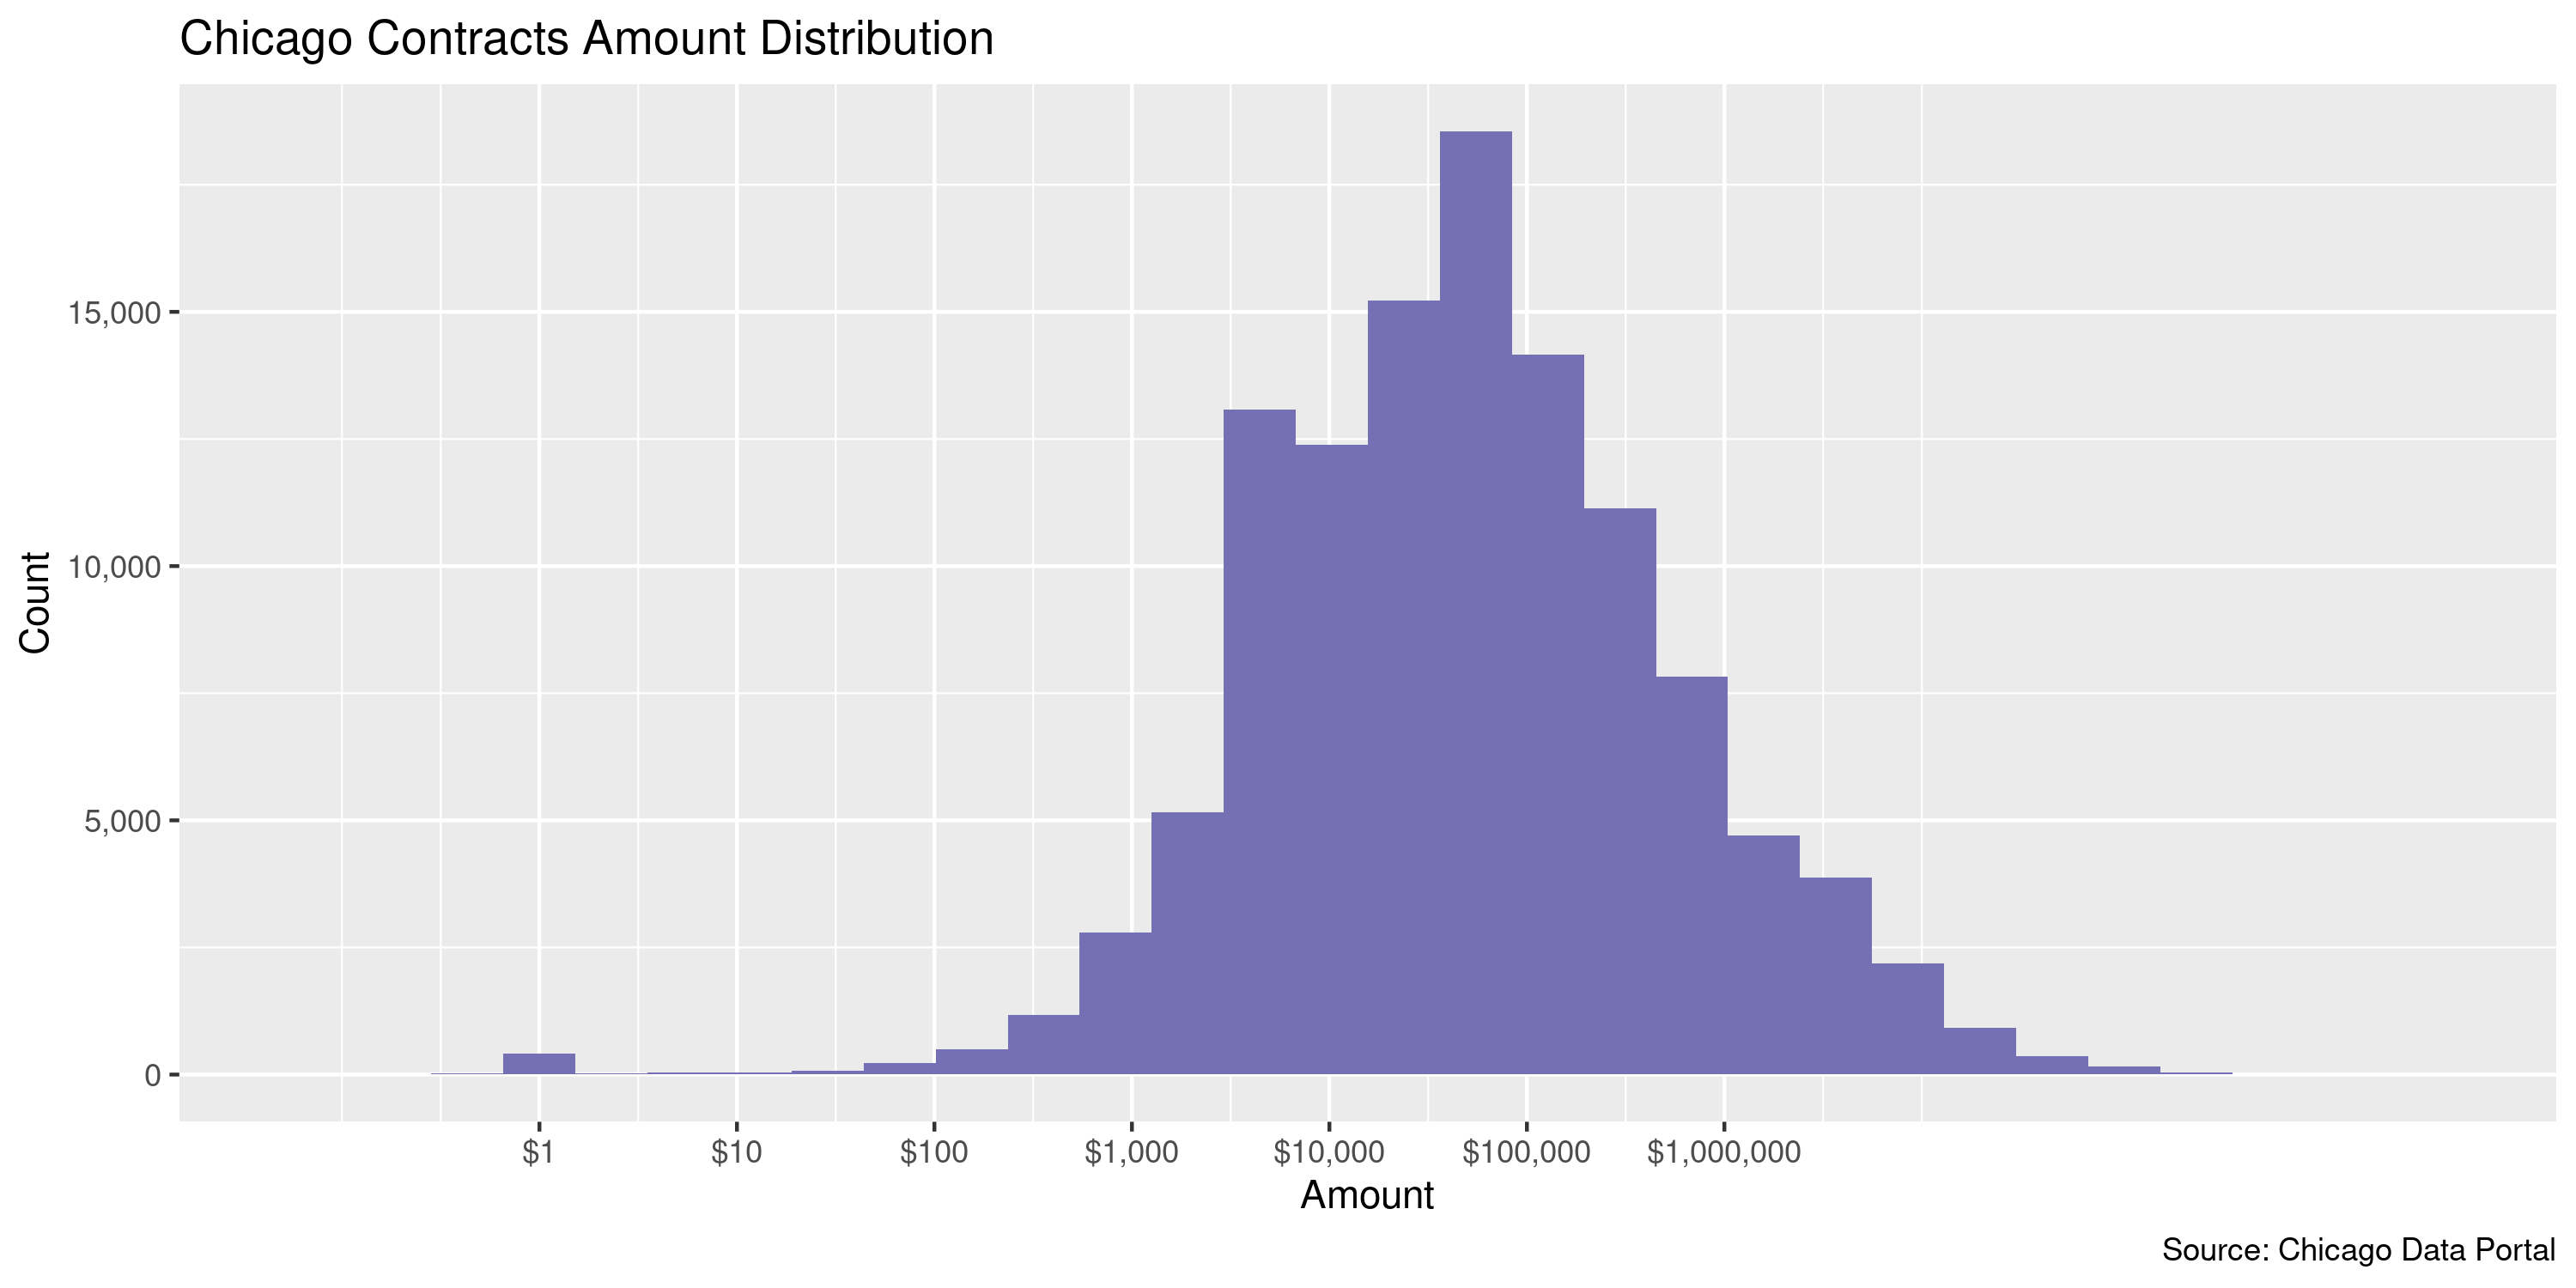 Chicago Contracts Amount Distribution
Count
15,000
10,000
5,000
0
$1 $10 $100 $1,000 $10,000 $100,000 $1,000,000
Amount
Source: Chicago Data Portal